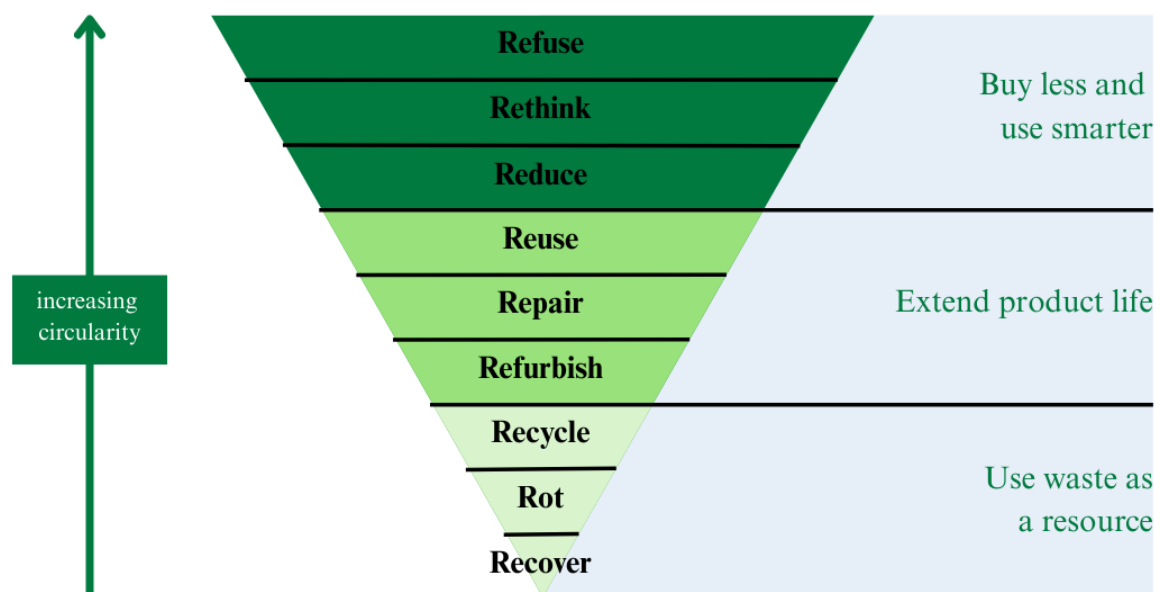 Refuse
Rethink
Reduce
Buy less and
use smarter
Reuse
Repair
Refurbish
Extend product life
Recycle
Rot
Recover
Use waste as
a resource
increasing
circularity